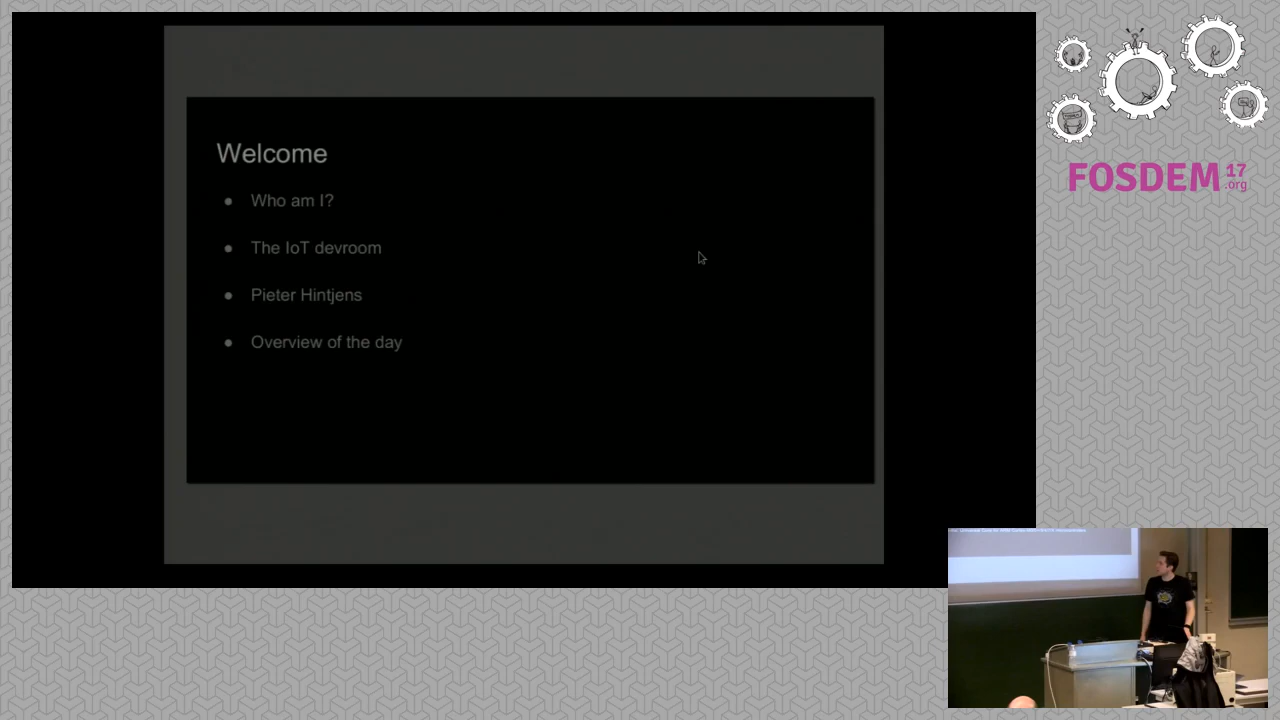 Welcome
● Who am I?
● The IoT devroom
● Pieter Hintjens
● Overview of the day
FOSDEM 17
.org